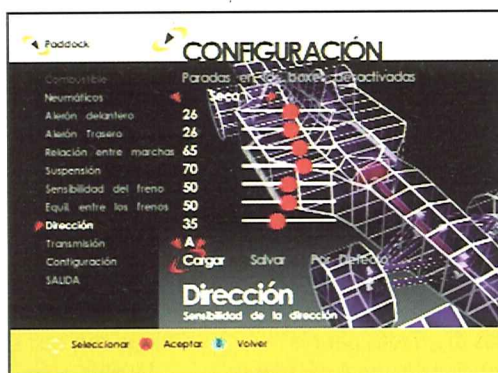 Paddock
CONFIGURACIÓN
Combustible Paradas en los boxes Desactivadas
Neumáticos Seco
Alerón delantero 26
Alerón Trasero 26
Relación entre marchas 65
Suspensión 70
Sensibilidad del freno 50
Equil entre los frenos 50
Dirección 35
Transmisión A
Configuración Cargar Salvar Por Defecto
SALIDA
Dirección
Sensibilidad de la dirección
Seleccionar A Aceptar B Volver